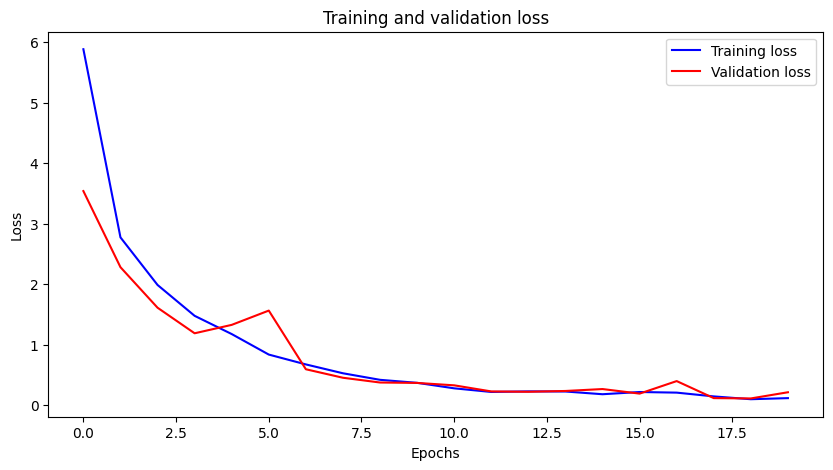 Training and validation loss
Training loss
Validation loss
Loss
6
5
4
3
2
1
0
0.0 2.5 5.0 7.5 10.0 12.5 15.0 17.5
Epochs